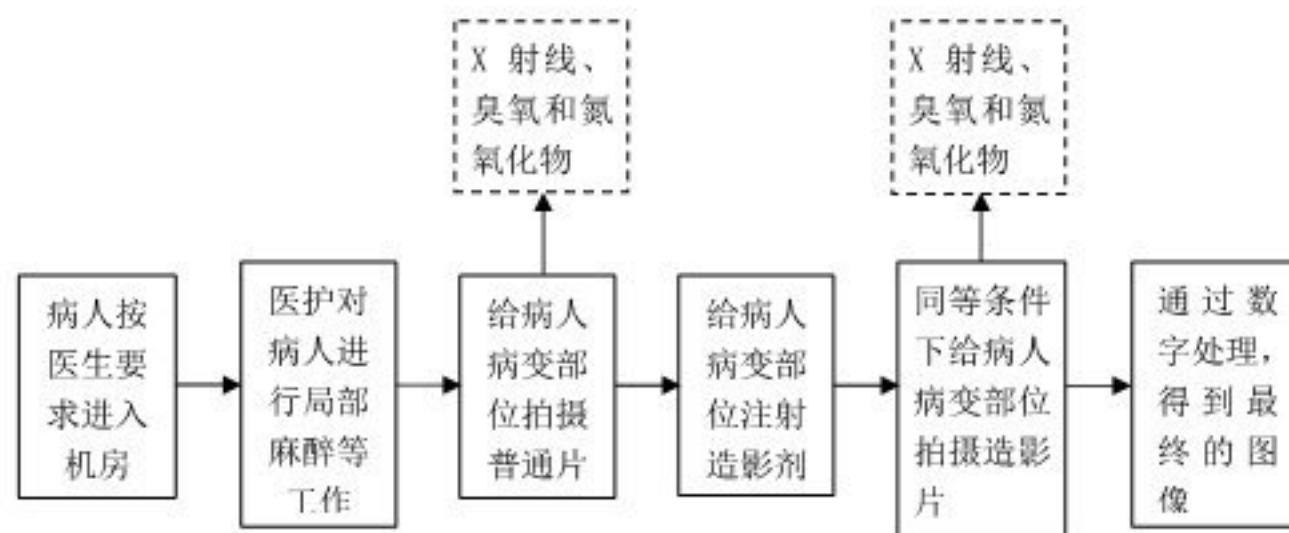 X 射线、
臭氧和氮
氧化物
X 射线、
臭氧和氮
氧化物
病人按
医生要
求进入
机房
医护对
病人进
行局部
麻醉等
工作
给病人
病变部
位拍摄
普通片
给病人
病变部
位注射
造影剂
同等条件
下给病人
病变部位
拍摄造影
片
通过数
字处理，
得到最
终的图
像